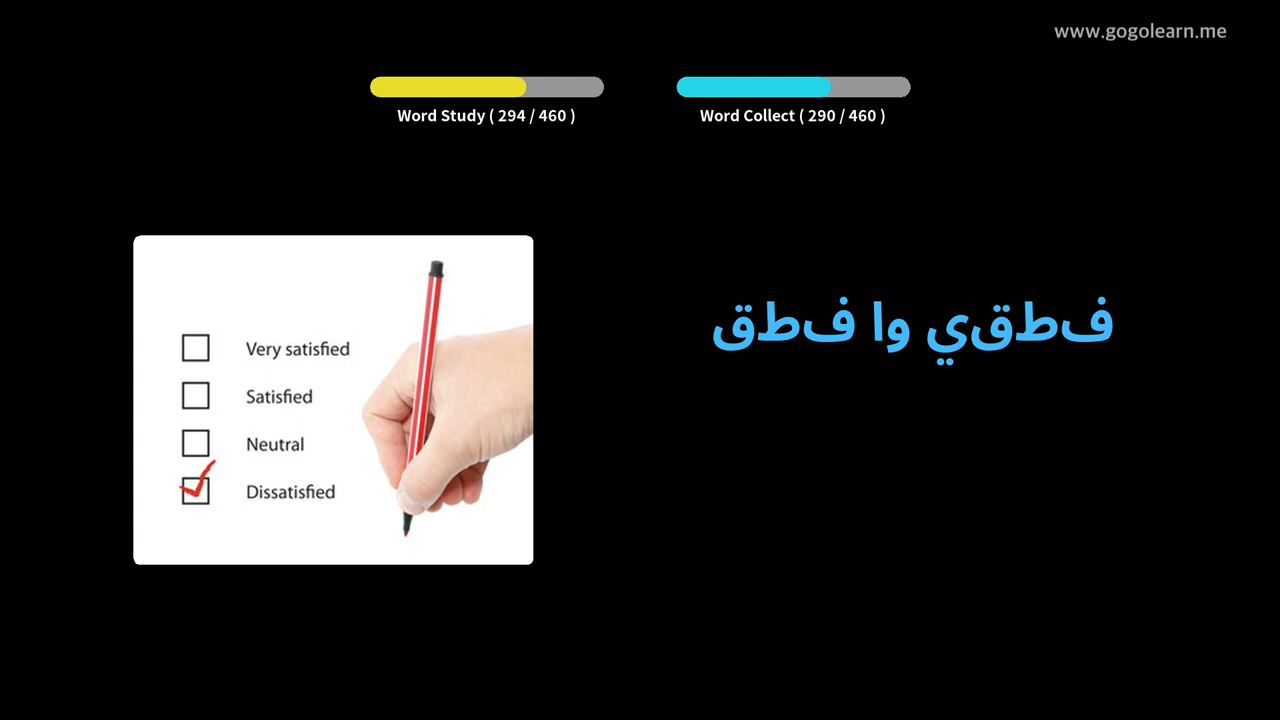 www.gogolearn.me
Word Study ( 294 / 460 )
Word Collect ( 290 / 460 )
فطقي وا فطق
Very satisfied
Satisfied
Neutral
Dissatisfied